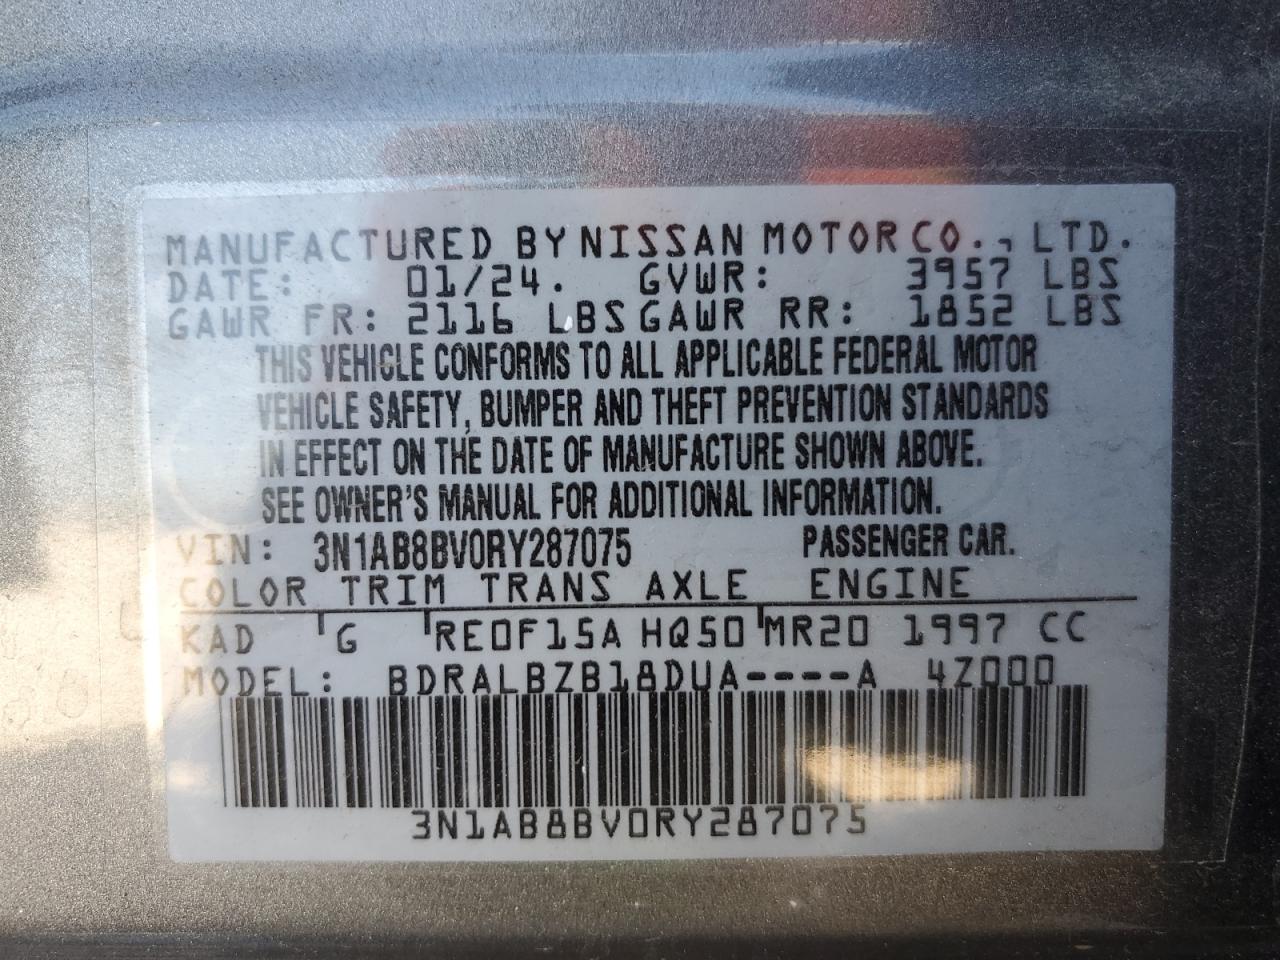 MANUFACTURED BY NISSAN MOTOR CO., LTD.
DATE: 01/24. GVWR: 3957 LBS
GAWR FR: 2116 LBS GAWR RR: 1852 LBS
THIS VEHICLE CONFORMS TO ALL APPLICABLE FEDERAL MOTOR
VEHICLE SAFETY, BUMPER AND THEFT PREVENTION STANDARDS
IN EFFECT ON THE DATE OF MANUFACTURE SHOWN ABOVE.
SEE OWNER'S MANUAL FOR ADDITIONAL INFORMATION.
VIN: 3N1AB8BV0RY287075 PASSENGER CAR.
COLOR TRIM TRANS AXLE ENGINE
KAD G RE0F15A HQ50 MR20 1997 CC
MODEL: BDRALBZB18DUA----A 4Z000
3N1AB8BV0RY287075